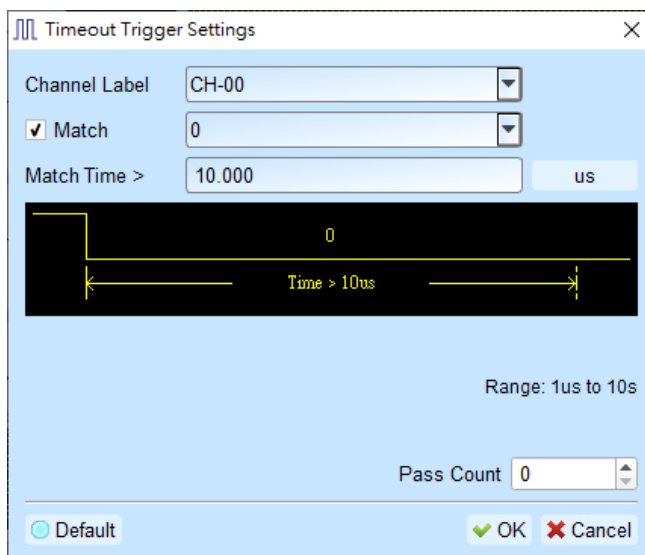 Timeout Trigger Settings
Channel Label CH-00
Match 0
Match Time > 10.000 us
0
Time > 10us
Range: 1us to 10s
Pass Count 0
Default OK Cancel